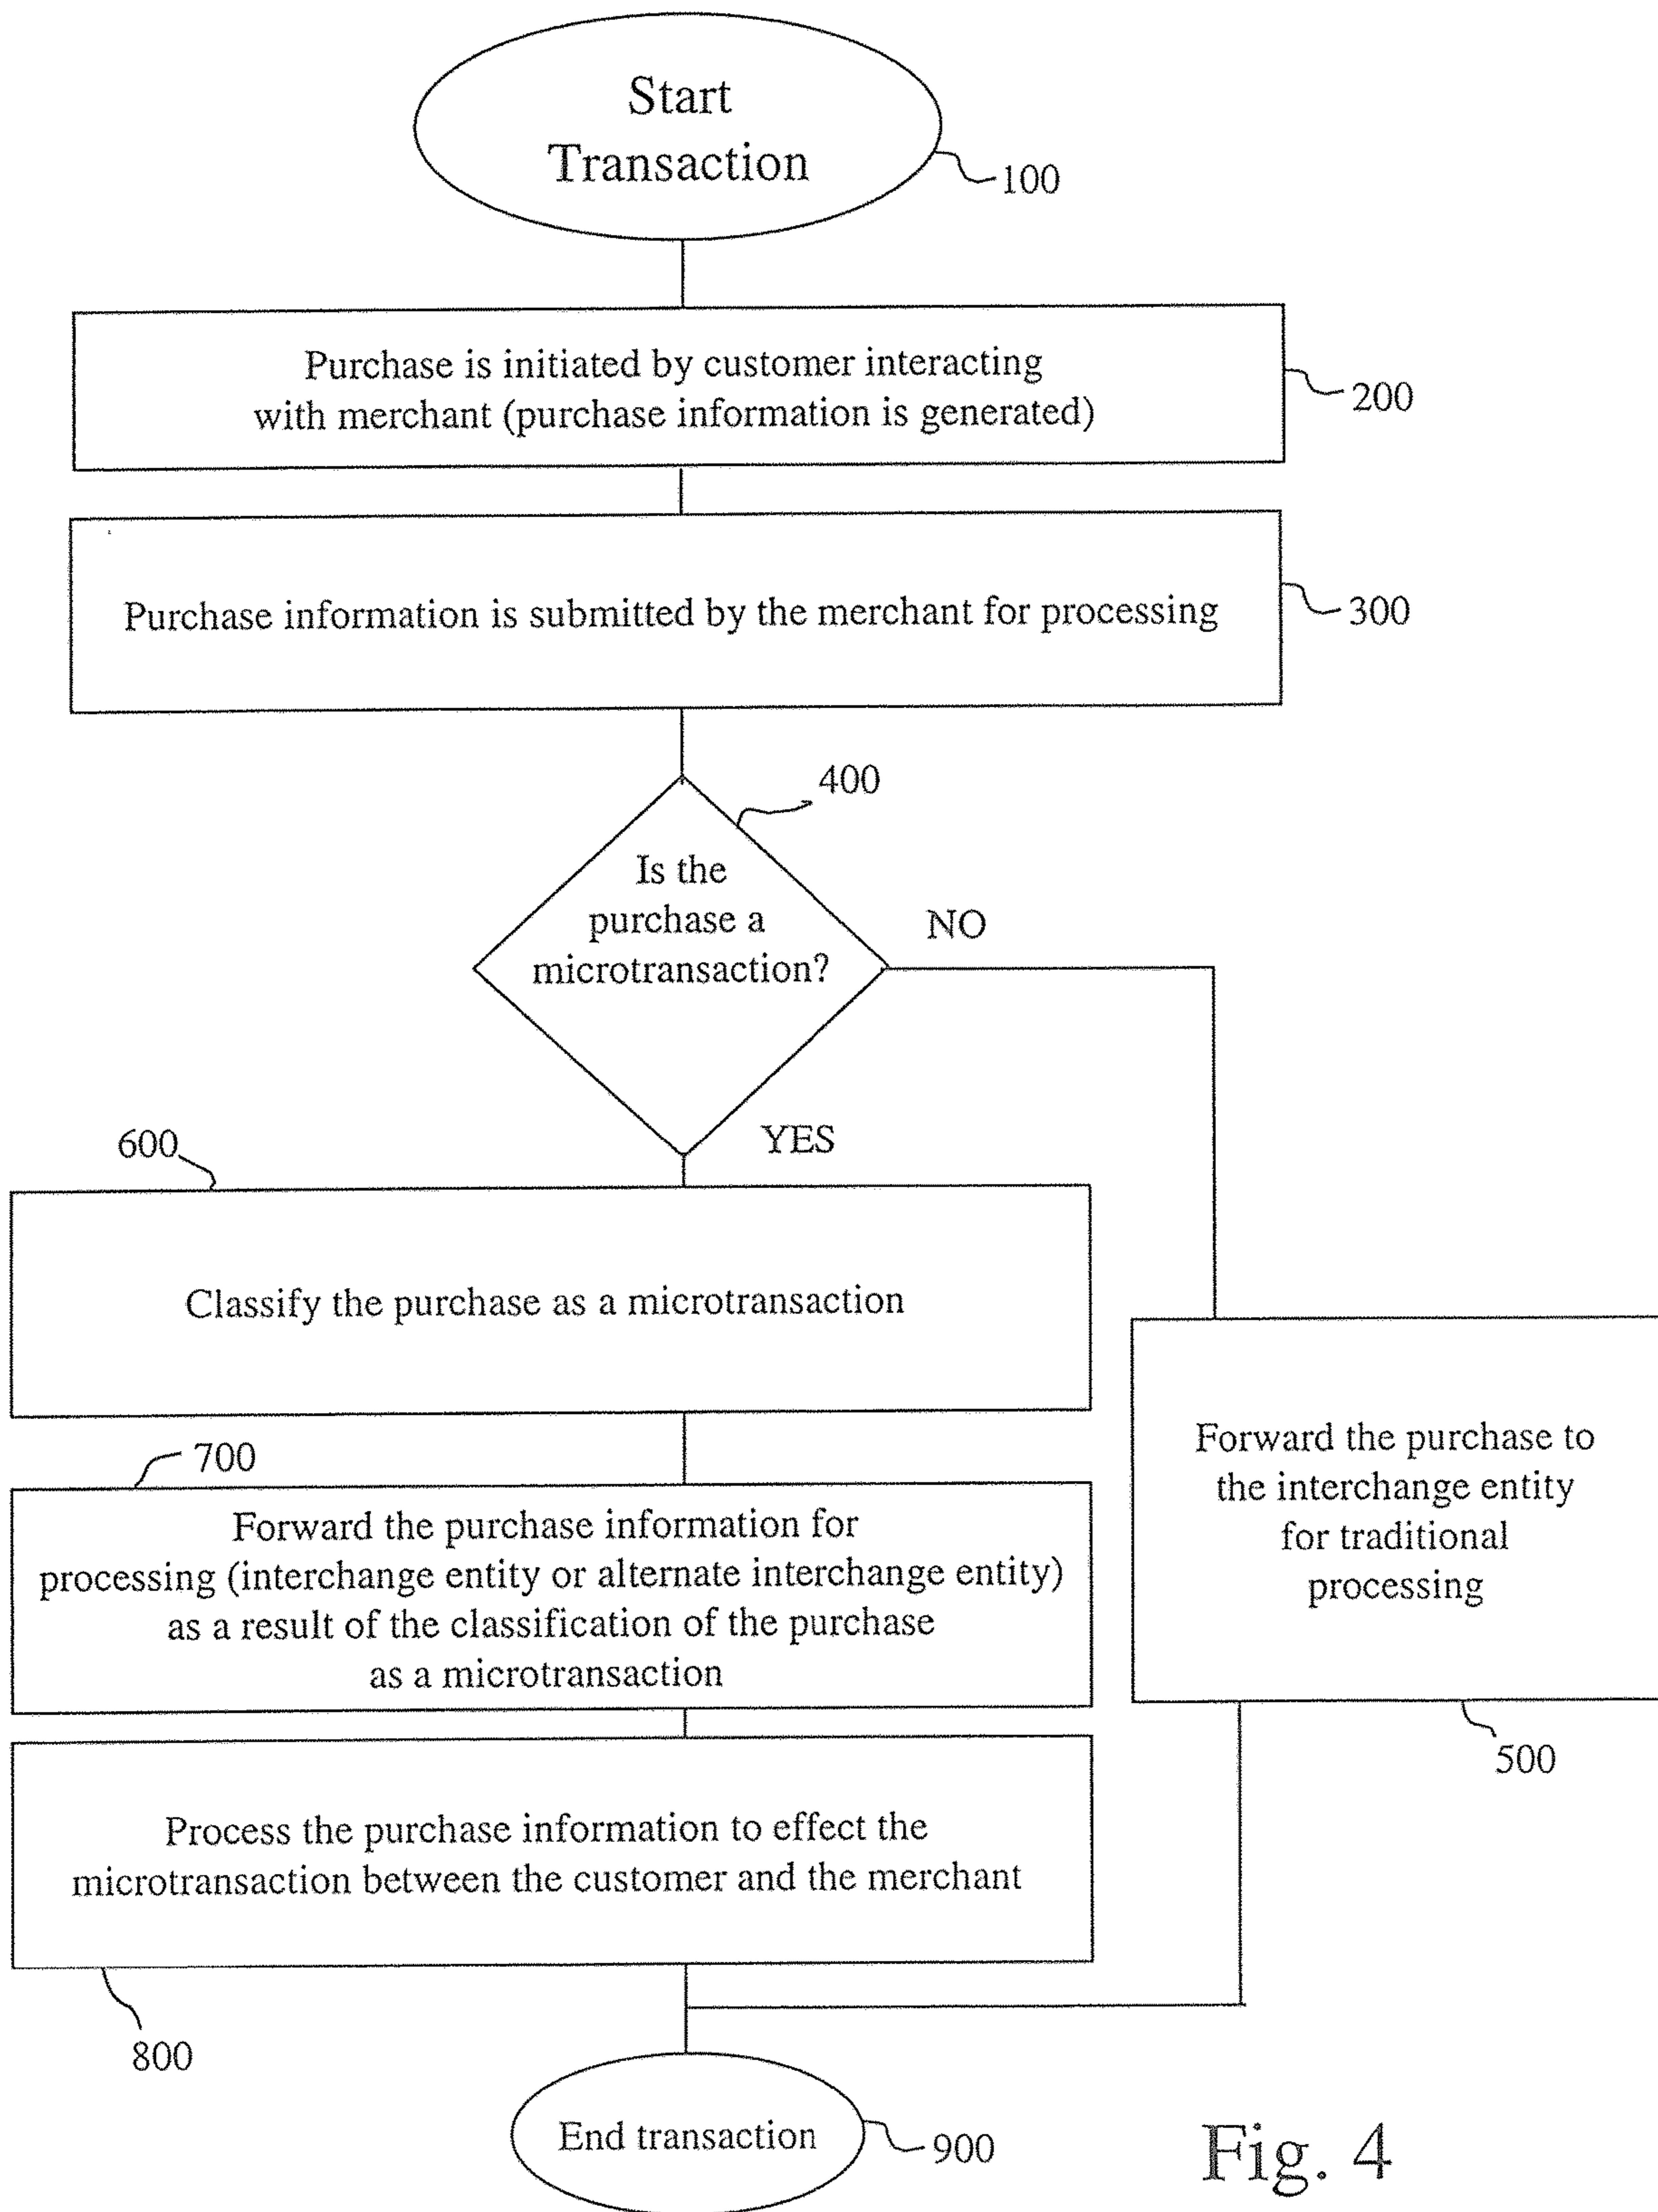 Start
Transaction
100
Purchase is initiated by customer interacting
with merchant (purchase information is generated)
200
Purchase information is submitted by the merchant for processing
300
400
Is the
purchase a
microtransaction?
NO
YES
600
Classify the purchase as a microtransaction
Forward the purchase to
the interchange entity
for traditional
processing
500
700
Forward the purchase information for
processing (interchange entity or alternate interchange entity)
as a result of the classification of the purchase
as a microtransaction
Process the purchase information to effect the
microtransaction between the customer and the merchant
800
End transaction
900
Fig. 4